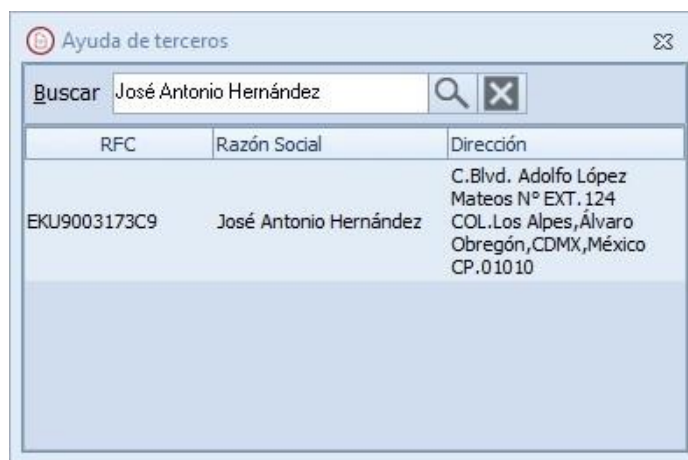 Ayuda de terceros
Buscar José Antonio Hernández
RFC Razón Social Dirección
EKU9003173C9 José Antonio Hernández
C.Blvd. Adolfo López
Mateos N° EXT.124
COL.Los Alpes,Álvaro
Obregón,CDMX,México
CP.01010